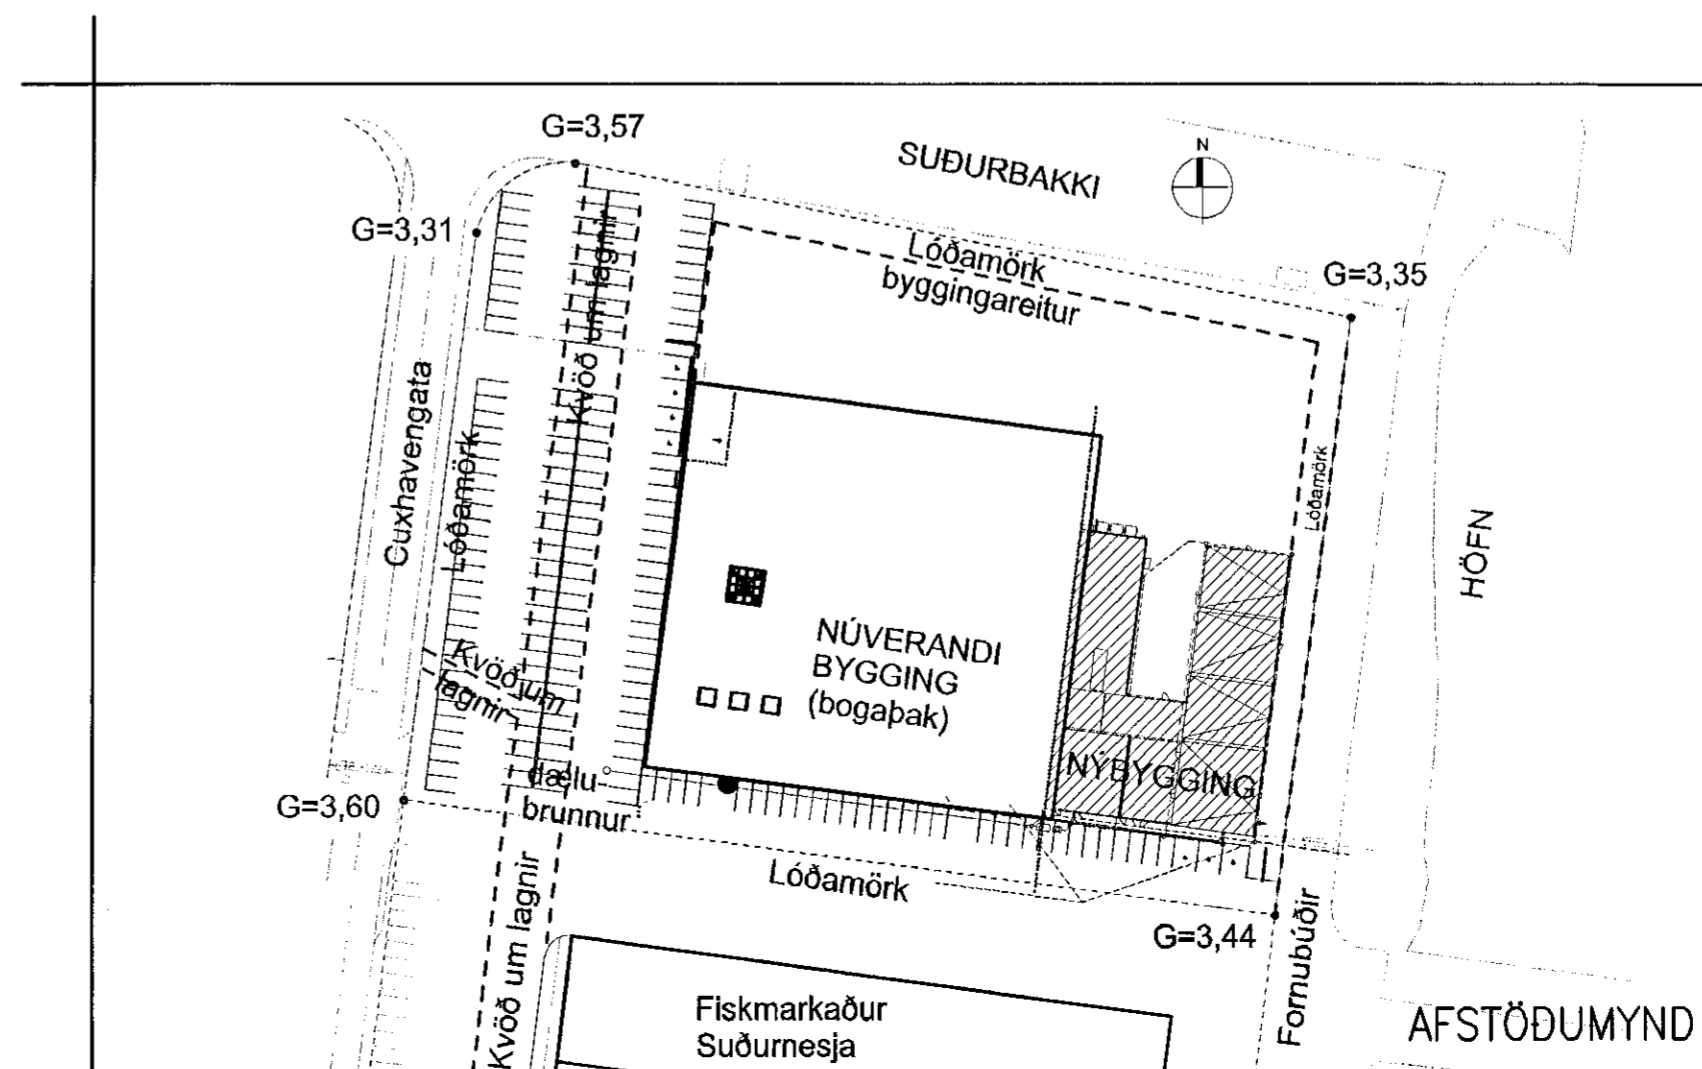 G=3,57
SUÐURBAKKI
N
G=3,31
Kvöð um lagnir
Lóðamörk
byggingareitur
G=3,35
Cuxhavengata
Lóðamörk
Lóðamörk
HÖFN
Kvöð um
lagnir
NÚVERANDI
BYGGING
(bogaþak)
NÝBYGGING
dælu-
brunnur
G=3,60
Lóðamörk
G=3,44
Kvöð um lagnir
Fornubúðir
Fiskmarkaður
Suðurnesja
AFSTÖÐUMYND